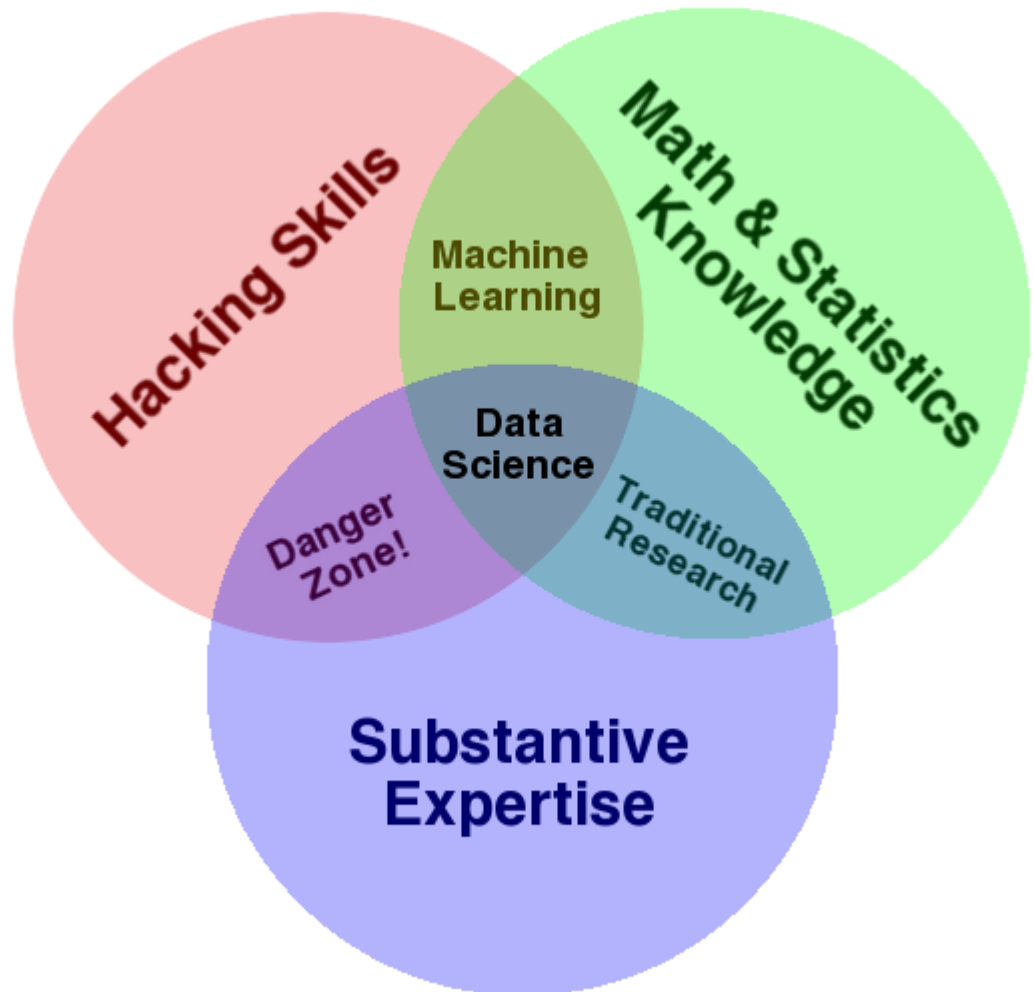 Hacking Skills
Math & Statistics
Knowledge
Machine
Learning
Data
Science
Danger
Zone!
Traditional
Research
Substantive
Expertise